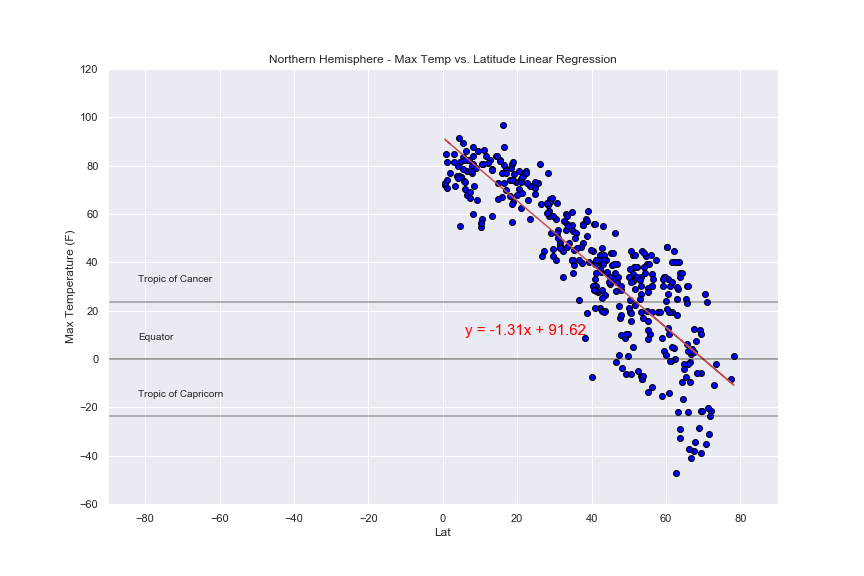 Northern Hemisphere - Max Temp vs. Latitude Linear Regression
120
100
80
60
40
20
0
−20
−40
−60
Max Temperature (F)
Tropic of Cancer
Equator
Tropic of Capricorn
y = -1.31x + 91.62
−80 −60 −40 −20 0 20 40 60 80
Lat